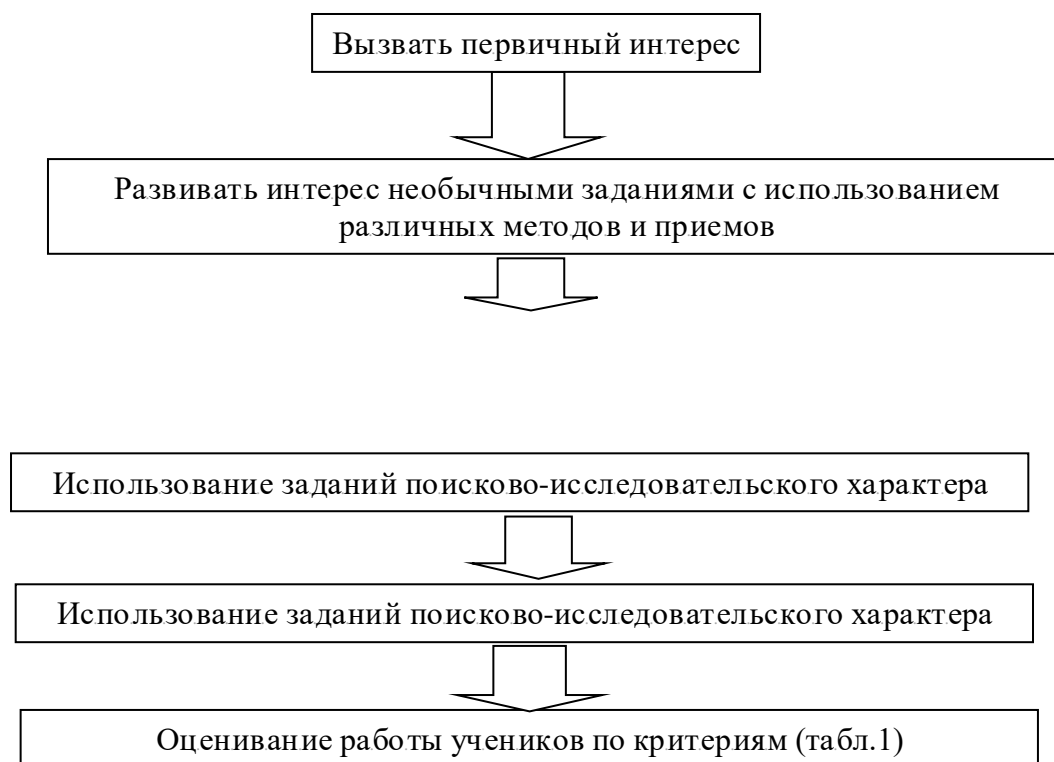 Вызвать первичный интерес
Развивать интерес необычными заданиями с использованием
различных методов и приемов
Использование заданий поисково-исследовательского характера
Использование заданий поисково-исследовательского характера
Оценивание работы учеников по критериям (табл.1)